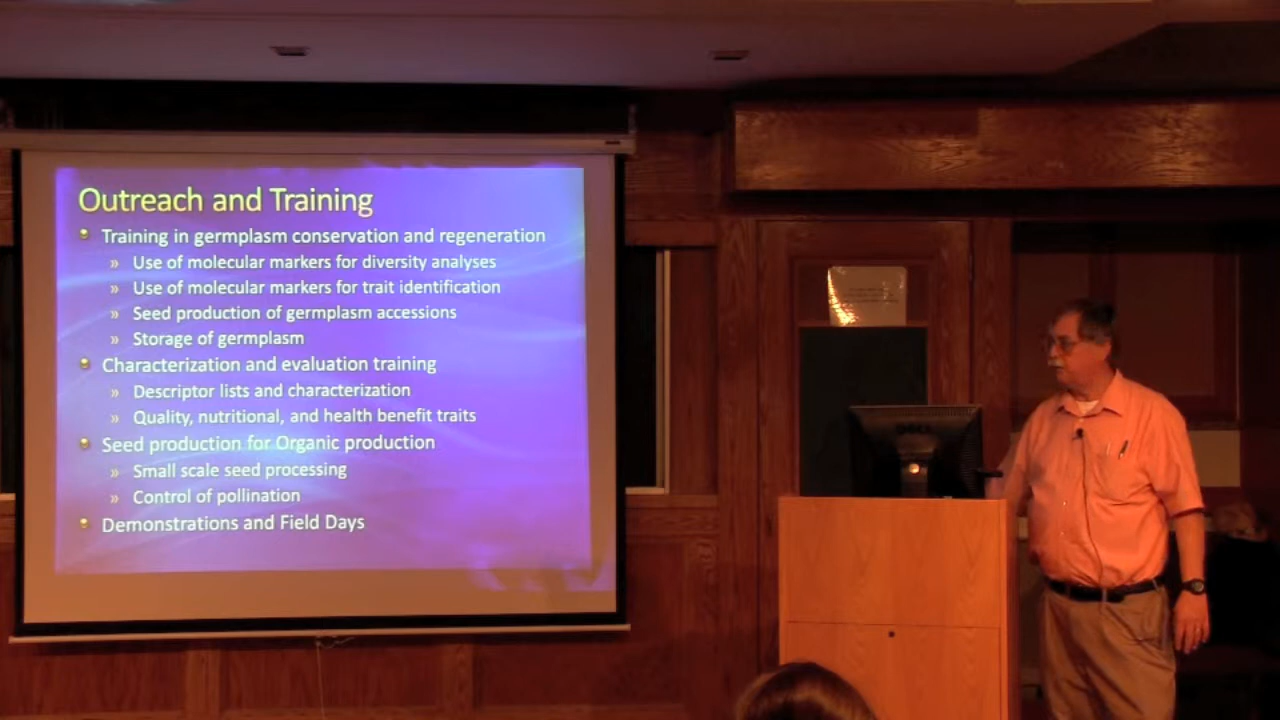 Outreach and Training
Training in germplasm conservation and regeneration
» Use of molecular markers for diversity analyses
» Use of molecular markers for trait identification
» Seed production of germplasm accessions
» Storage of germplasm
Characterization and evaluation training
» Descriptor lists and characterization
» Quality, nutritional, and health benefit traits
Seed production for Organic production
» Small scale seed processing
» Control of pollination
Demonstrations and Field Days
DELL